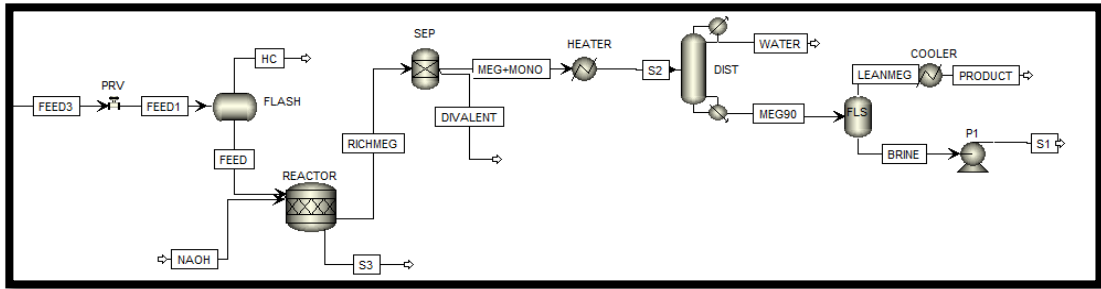 SEP
HC
HEATER
WATER
COOLER
PRV
MEG+MONO
S2
DIST
LEANMEG
PRODUCT
FEED3
FEED1
FLASH
DIVALENT
MEG90
FLS
P1
FEED
RICHMEG
BRINE
S1
REACTOR
NAOH
S3